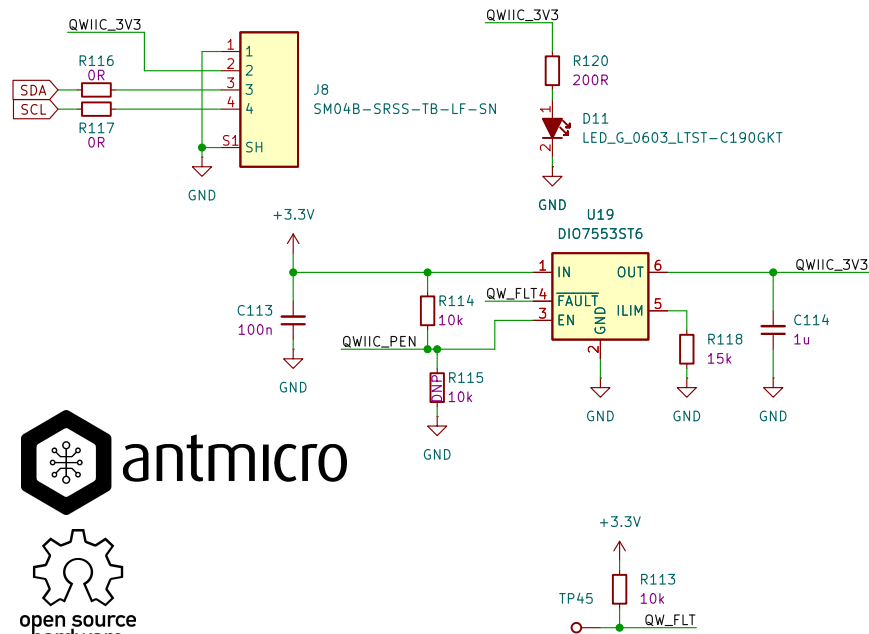 QWIIC_3V3
R116
0R
SDA
SCL
R117
0R
1
2
3
4
S1
1
2
3
4
SH
J8
SM04B-SRSS-TB-LF-SN
GND
QWIIC_3V3
R120
200R
1
D11
LED_G_0603_LTST-C190GKT
2
GND
+3.3V
C113
100n
GND
R114
10k
QWIIC_PEN
DNP
R115
10k
GND
U19
DIO7553ST6
1
IN
QW_FLT
4
FAULT
3
EN
GND
2
OUT
6
ILIM
5
GND
R118
15k
GND
QWIIC_3V3
C114
1u
GND
antmicro
open source
hardware
+3.3V
R113
10k
TP45
QW_FLT